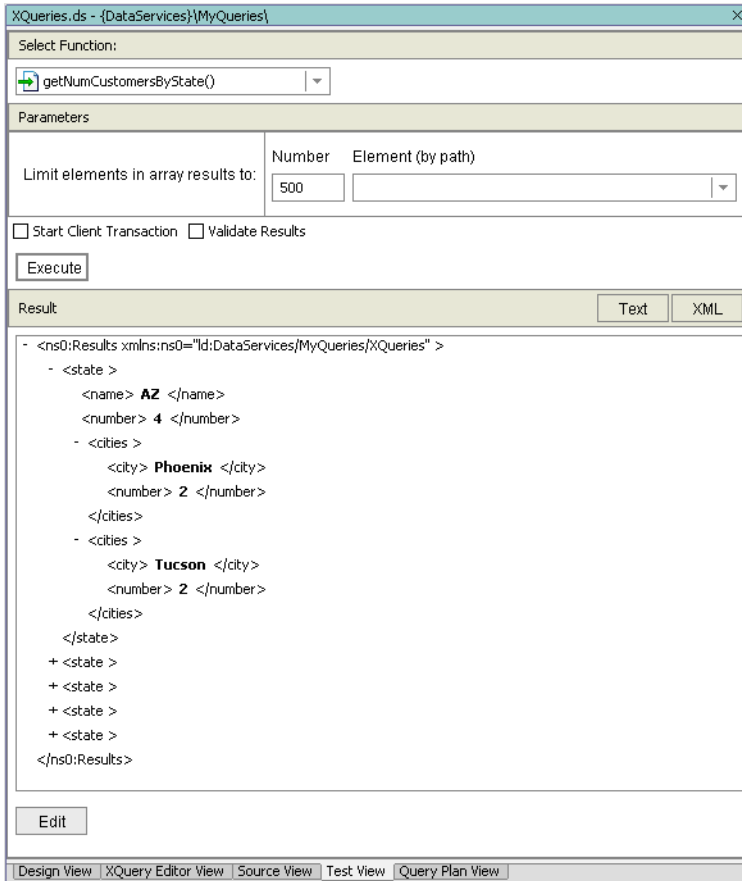 XQueries.ds - {DataServices}\MyQueries\
Select Function:
getNumCustomersByState()
Parameters
Number Element (by path)
Limit elements in array results to:
500
Start Client Transaction Validate Results
Execute
Result Text XML
- <ns0:Results xmlns:ns0="ld:DataServices/MyQueries/XQueries" >
- <state >
<name> AZ </name>
<number> 4 </number>
- <cities >
<city> Phoenix </city>
<number> 2 </number>
</cities>
- <cities >
<city> Tucson </city>
<number> 2 </number>
</cities>
</state>
+ <state >
+ <state >
+ <state >
+ <state >
</ns0:Results>
Edit
Design View XQuery Editor View Source View Test View Query Plan View